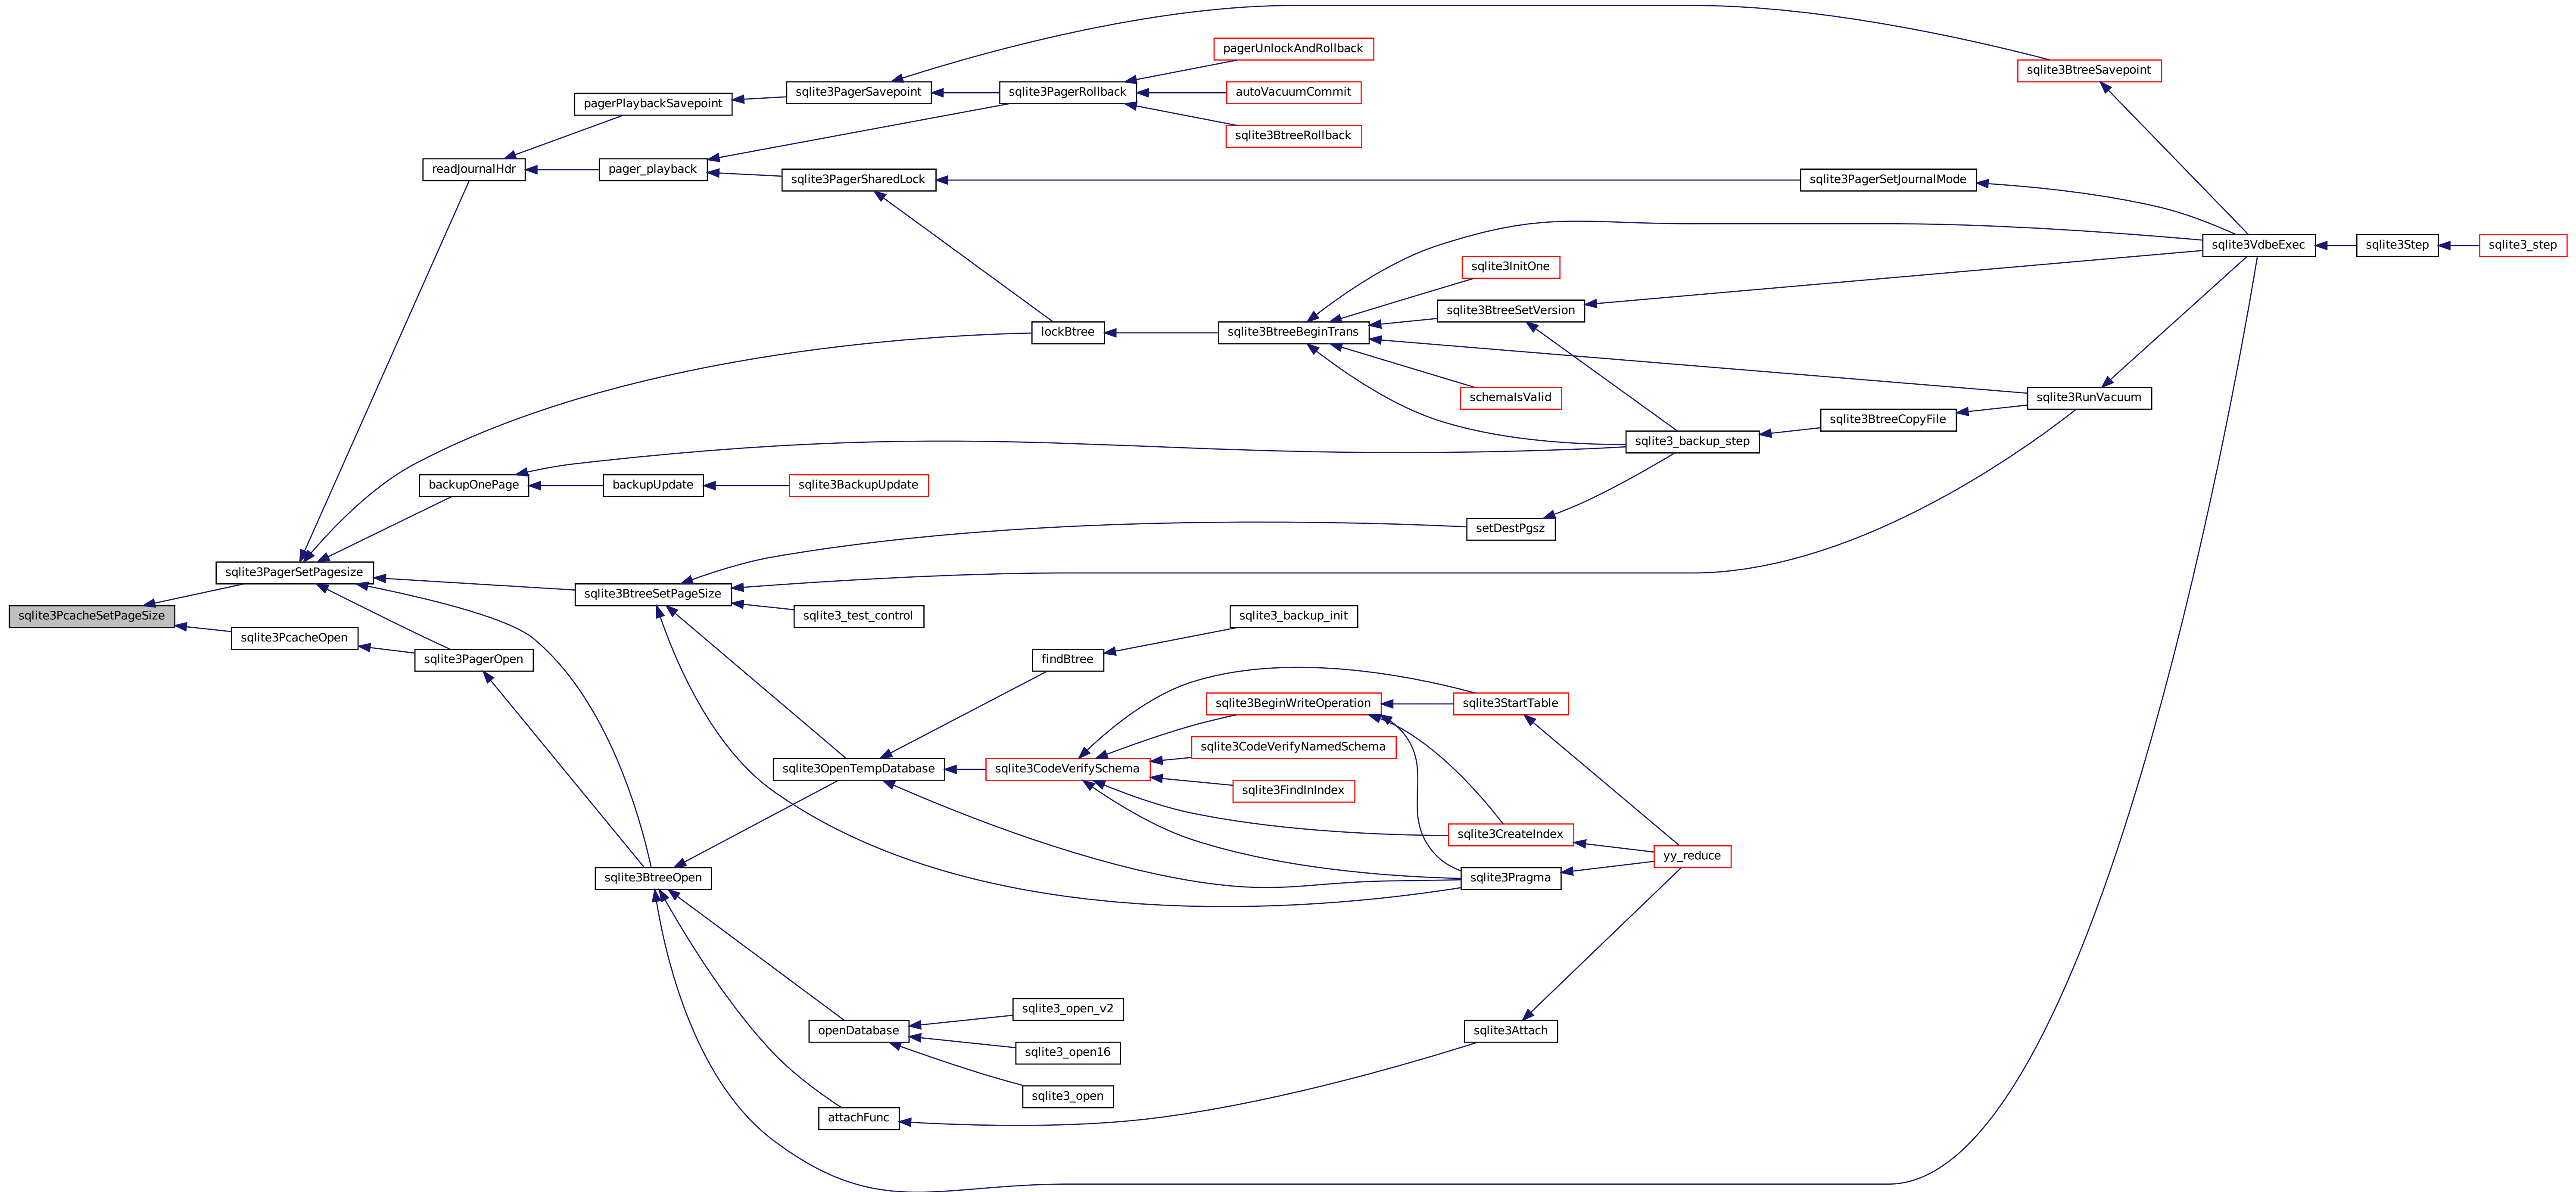 pagerUnlockAndRollback
sqlite3BtreeSavepoint
pagerPlaybackSavepoint
sqlite3PagerSavepoint
sqlite3PagerRollback
autoVacuumCommit
sqlite3BtreeRollback
readJournalHdr
pager_playback
sqlite3PagerSharedLock
sqlite3PagerSetJournalMode
sqlite3VdbeExec
sqlite3Step
sqlite3_step
sqlite3InitOne
sqlite3BtreeSetVersion
lockBtree
sqlite3BtreeBeginTrans
schemaIsValid
sqlite3RunVacuum
sqlite3BtreeCopyFile
sqlite3_backup_step
backupOnePage
backupUpdate
sqlite3BackupUpdate
setDestPgsz
sqlite3PagerSetPagesize
sqlite3BtreeSetPageSize
sqlite3PcacheSetPageSize
sqlite3_test_control
sqlite3_backup_init
sqlite3PcacheOpen
sqlite3PagerOpen
findBtree
sqlite3BeginWriteOperation
sqlite3StartTable
sqlite3CodeVerifyNamedSchema
sqlite3OpenTempDatabase
sqlite3CodeVerifySchema
sqlite3FindInIndex
sqlite3CreateIndex
yy_reduce
sqlite3BtreeOpen
sqlite3Pragma
sqlite3_open_v2
openDatabase
sqlite3Attach
sqlite3_open16
sqlite3_open
attachFunc